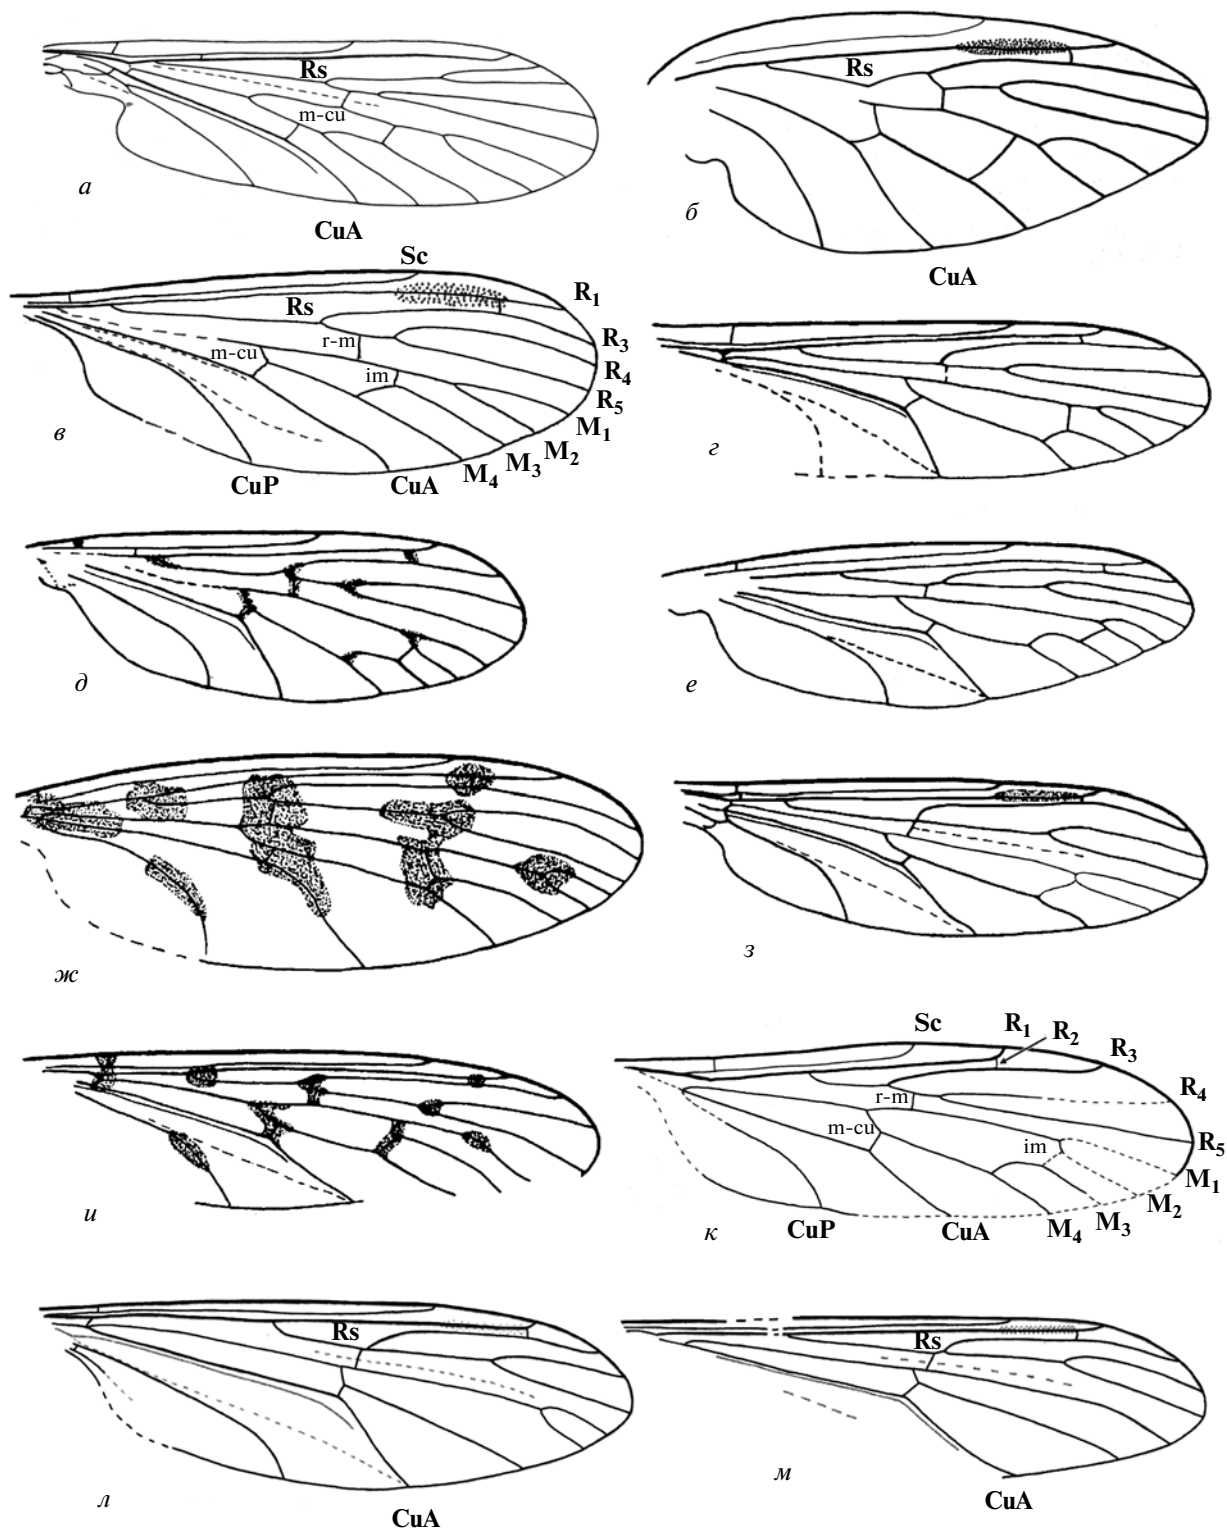 Rs
m-cu
а
CuA
Rs
б
CuA
Sc
R1
Rs
r-m
R3
m-cu
im
R4
R5
M1
M2
M3
M4
в
CuP
CuA
г
д
е
ж
з
и
Sc
R1
R2
R3
R4
r-m
m-cu
im
R5
M1
M2
M3
M4
к
CuP
CuA
Rs
л
CuA
Rs
м
CuA